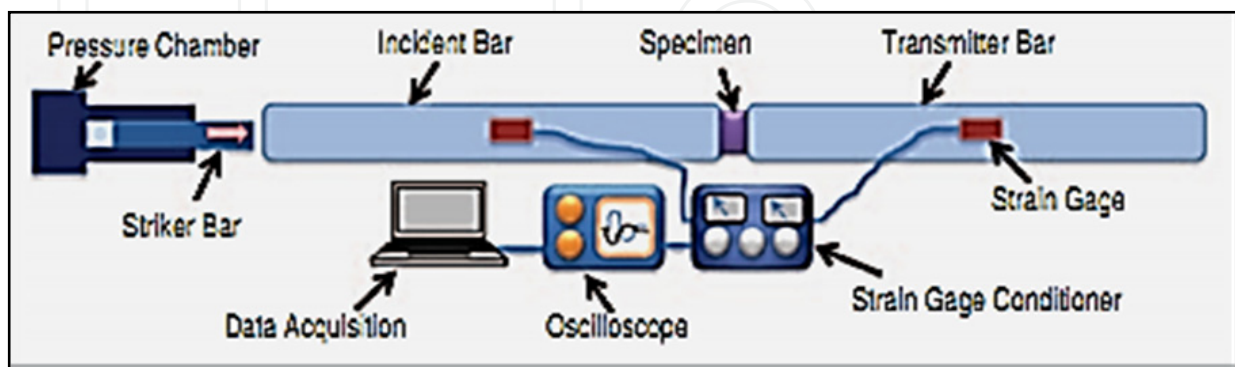 Pressure Chamber
Incident Bar
Specimen
Transmitter Bar
Striker Bar
Strain Gage
Data Acquisition
Oscilloscope
Strain Gage Conditioner